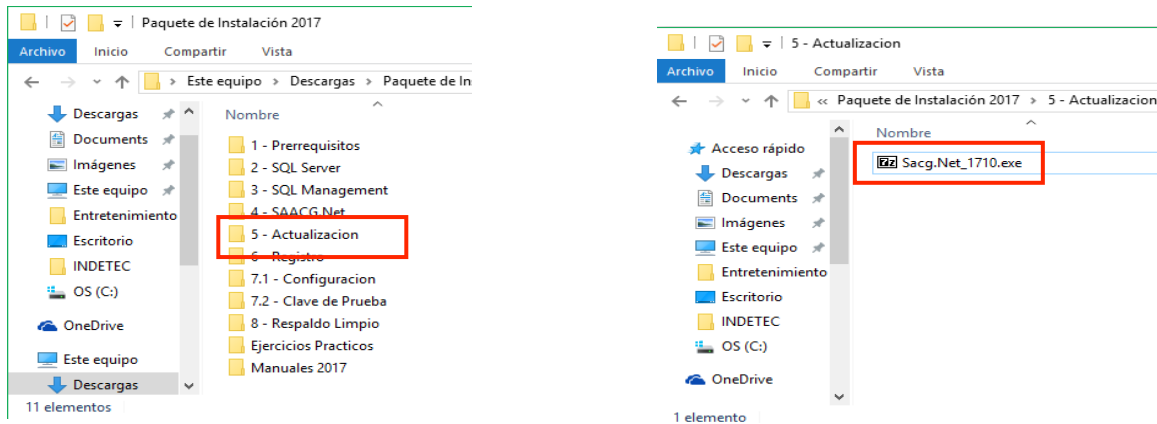 Paquete de Instalación 2017
Archivo Inicio Compartir Vista
Este equipo > Descargas > Paquete de In
Descargas
Documents
Imágenes
Este equipo
Entretenimiento
Escritorio
INDETEC
OS (C:)
OneDrive
Este equipo
Descargas
Nombre
1 - Prerrequisitos
2 - SQL Server
3 - SQL Management
4 - SAACG.Net
5 - Actualizacion
6 - Registro
7.1 - Configuracion
7.2 - Clave de Prueba
8 - Respaldo Limpio
Ejercicios Practicos
Manuales 2017
11 elementos
5 - Actualizacion
Archivo Inicio Compartir Vista
« Paquete de Instalación 2017 > 5 - Actualizacion
Acceso rápido
Descargas
Documents
Imágenes
Este equipo
Entretenimiento
Escritorio
INDETEC
OS (C:)
OneDrive
Nombre
Sacg.Net_1710.exe
1 elemento